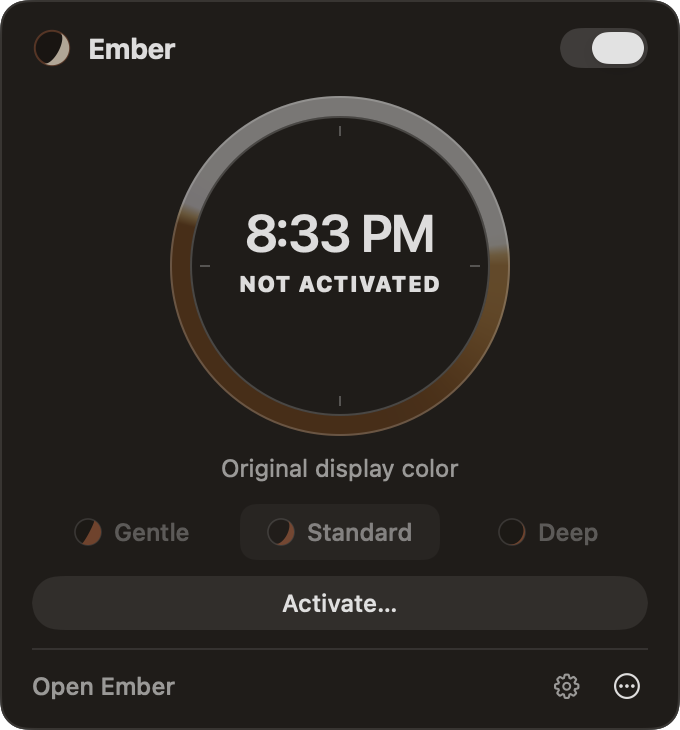 Ember
8:33 PM
NOT ACTIVATED
Original display color
Gentle
Standard
Deep
Activate...
Open Ember